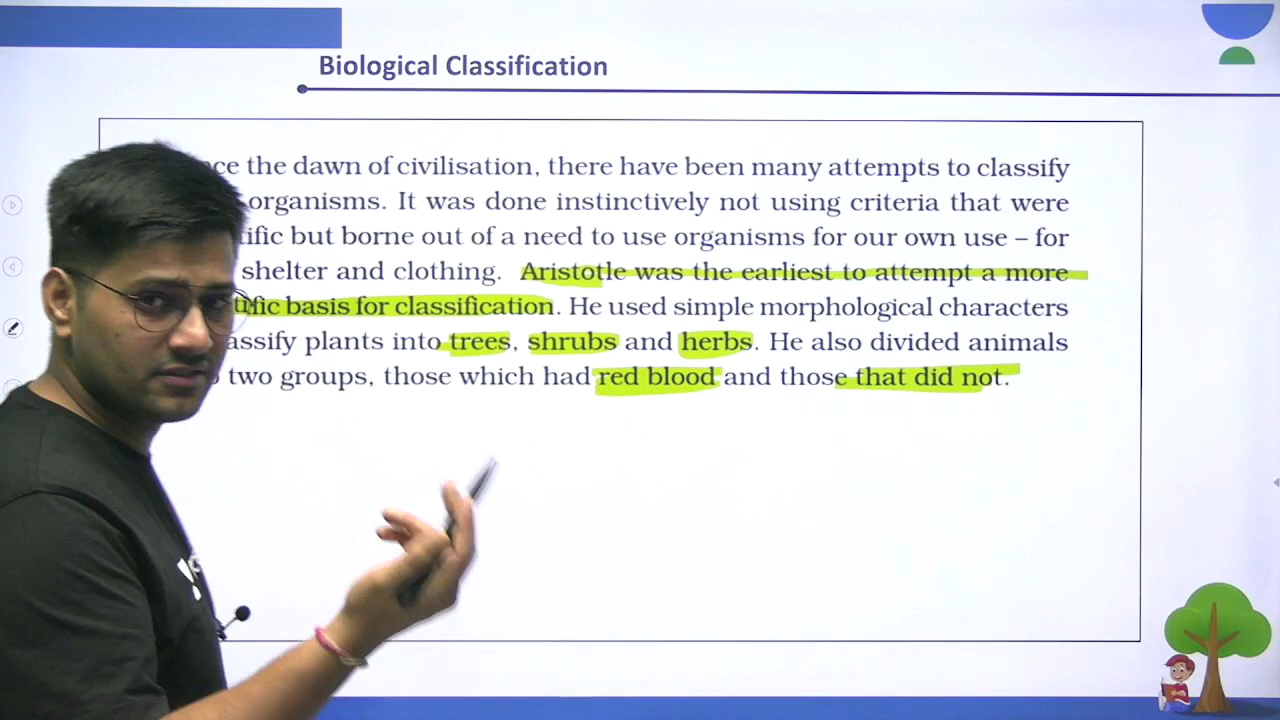 Biological Classification
the dawn of civilisation, there have been many attempts to classify
organisms. It was done instinctively not using criteria that were
but borne out of a need to use organisms for our own use – for
shelter and clothing. Aristotle was the earliest to attempt a more
basis for classification. He used simple morphological characters
plants into trees, shrubs and herbs. He also divided animals
two groups, those which had red blood and those that did not.